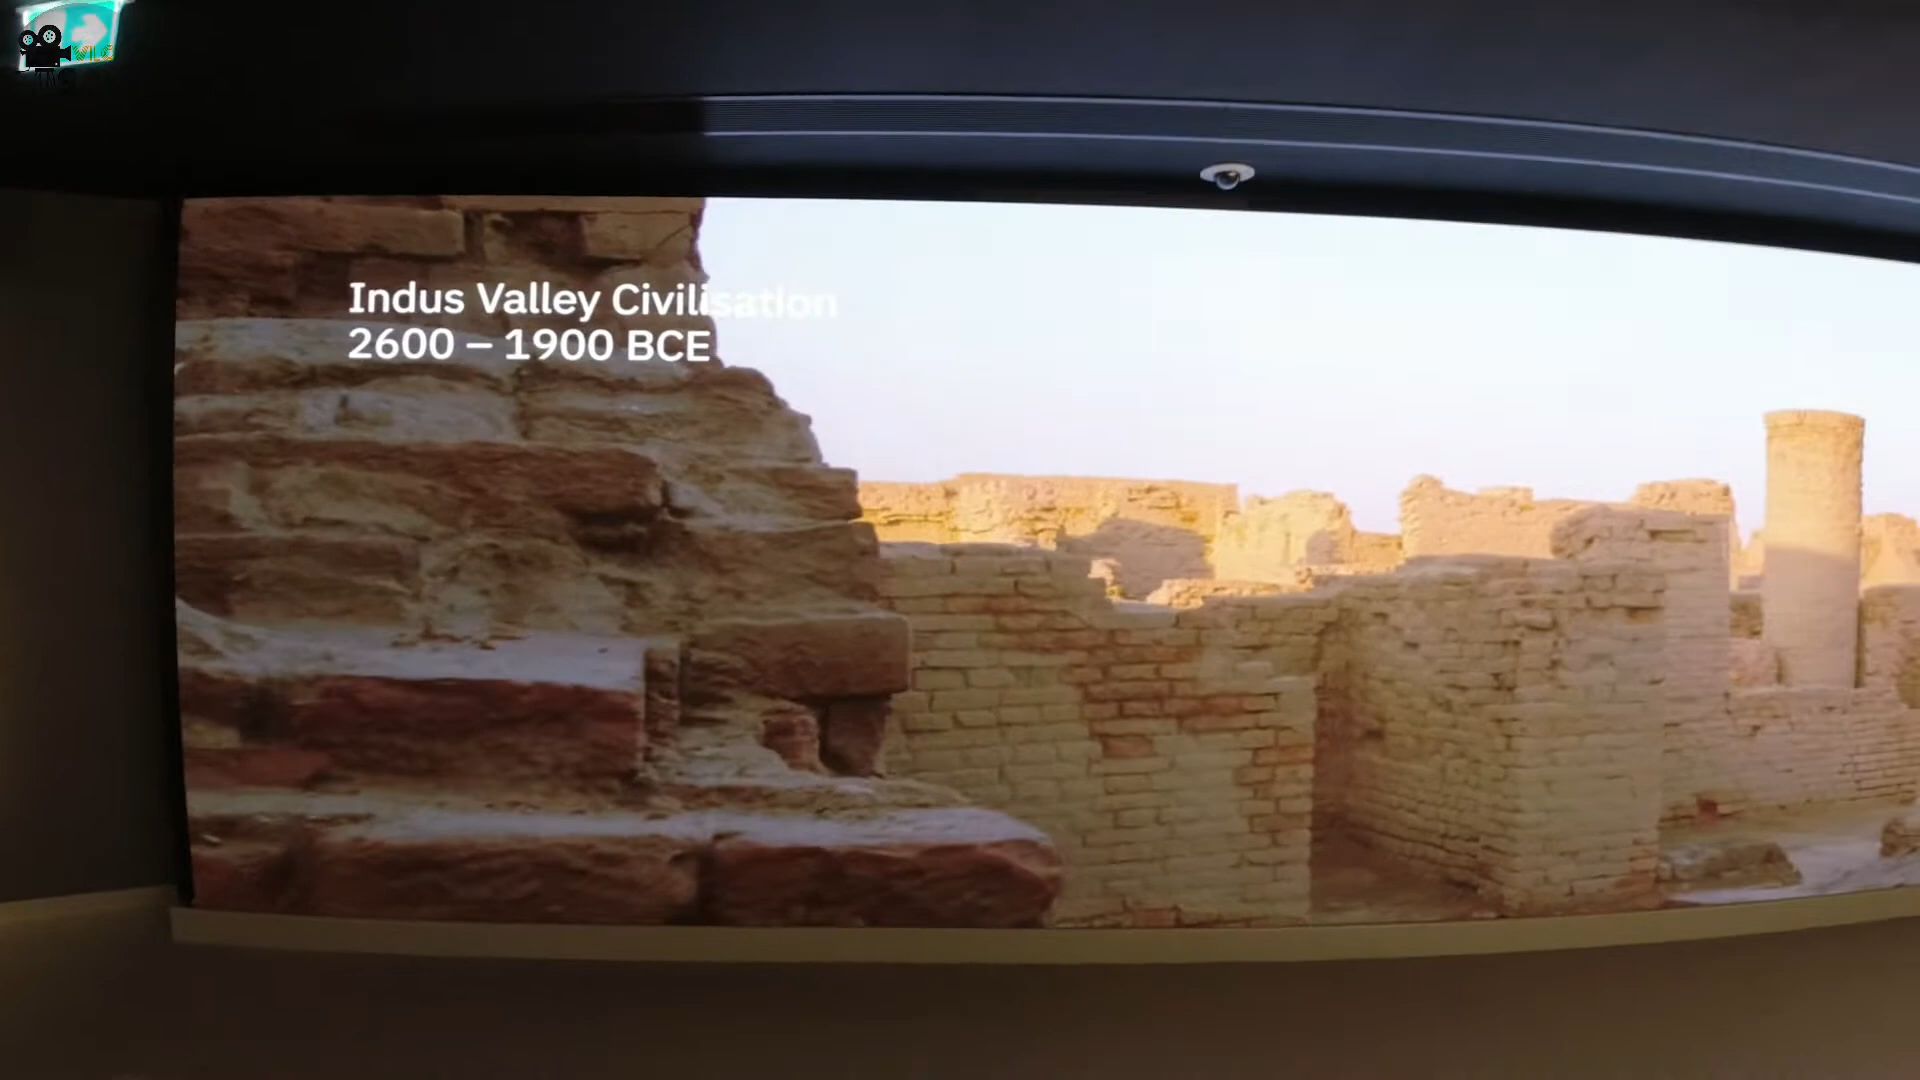 Indus Valley Civilisation
2600 – 1900 BCE